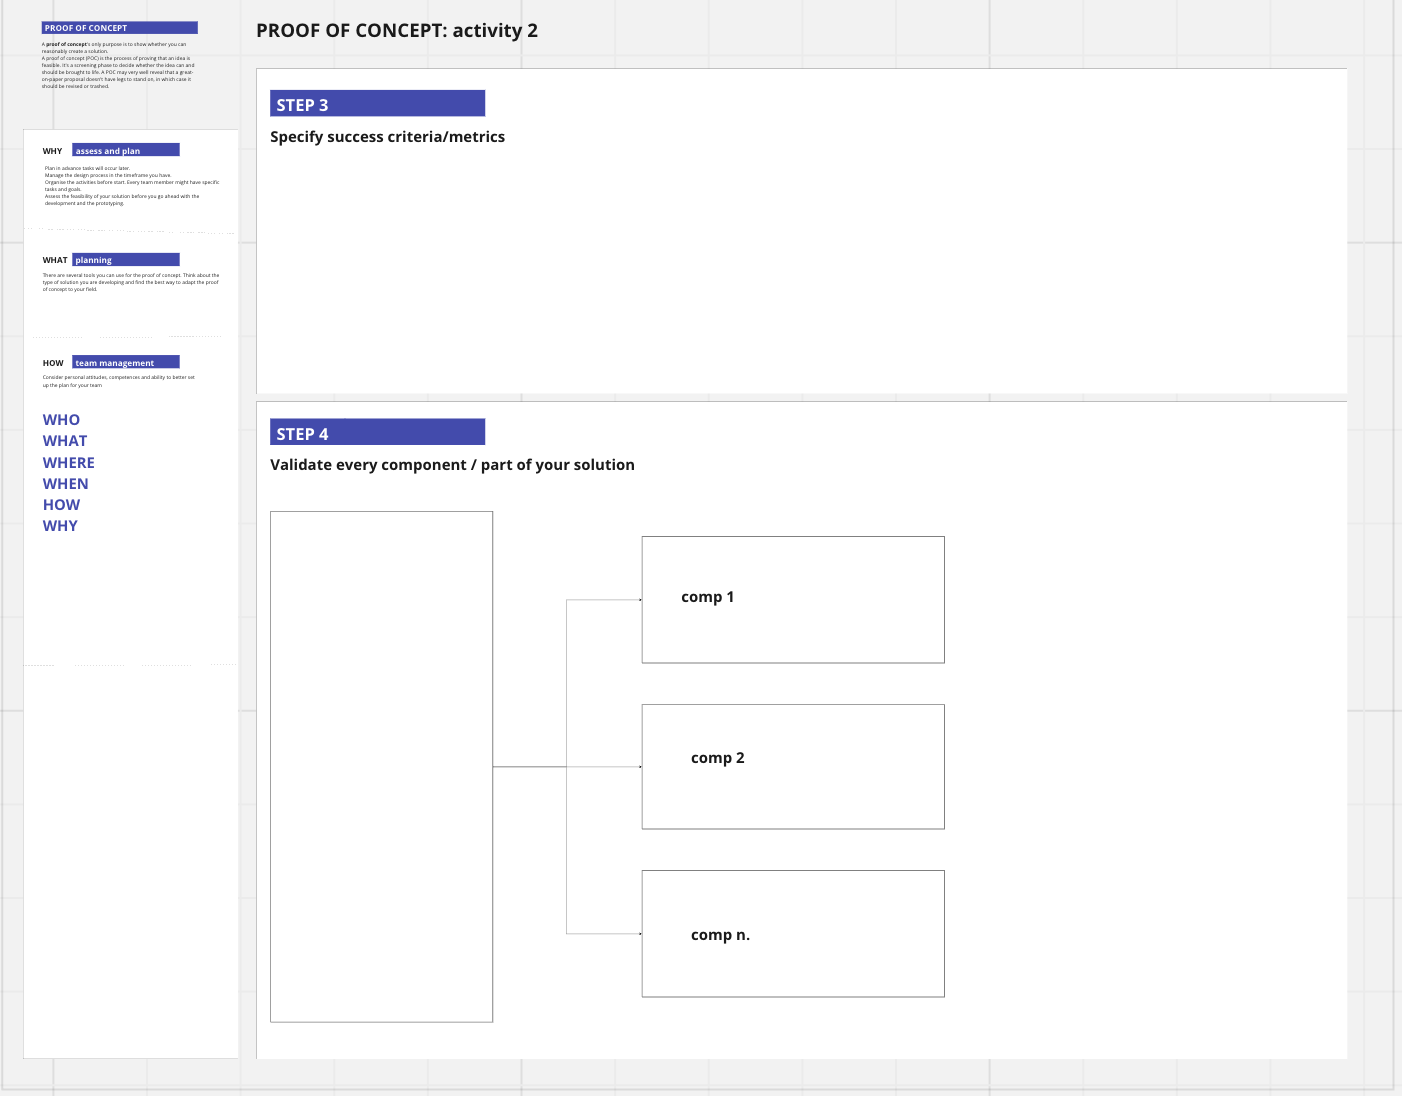 PROOF OF CONCEPT
A proof of concept's only purpose is to show whether you can
reasonably create a solution.
A proof of concept (POC) is the process of proving that an idea is
feasible. It's a screening phase to decide whether the idea can and
should be brought to life. A POC may very well reveal that a great-
on-paper proposal doesn't have legs to stand on, in which case it
should be revised or trashed.
WHY assess and plan
Plan in advance tasks will occur later.
Manage the design process in the timeframe you have.
Organise the activities before start. Every team member might have specific
tasks and goals.
Assess the feasibility of your solution before you go ahead with the
development and the prototyping.
WHAT planning
There are several tools you can use for the proof of concept. Think about the
type of solution you are developing and find the best way to adapt the proof
of concept to your field.
HOW team management
Consider personal attitudes, competences and ability to better set
up the plan for your team
WHO
WHAT
WHERE
WHEN
HOW
WHY
PROOF OF CONCEPT: activity 2
STEP 3
Specify success criteria/metrics
STEP 4
Validate every component / part of your solution
comp 1
comp 2
comp n.